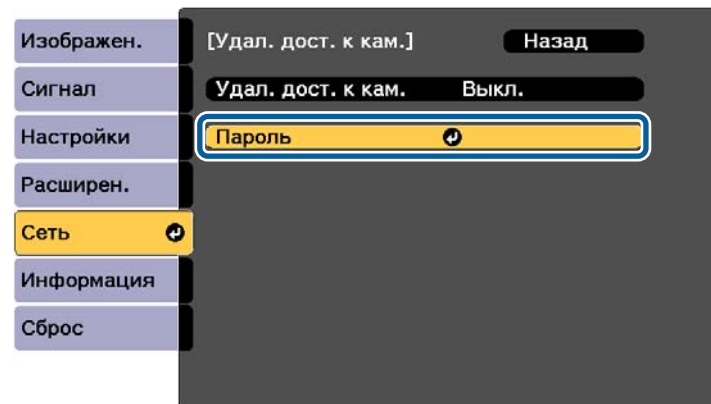 Изображен.
Сигнал
Настройки
Расширен.
Сеть
Информация
Сброс
[Удал. дост. к кам.] Назад
Удал. дост. к кам. Выкл.
Пароль